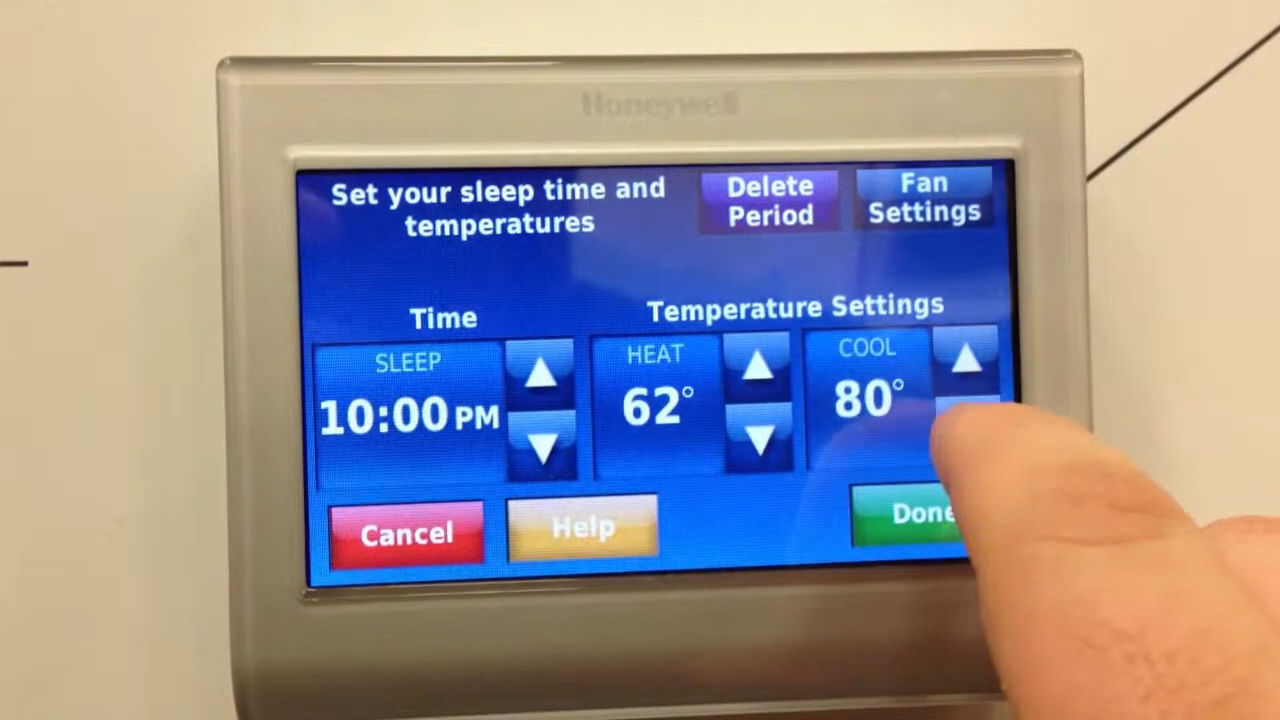 Honeywell
Set your sleep time and
temperatures
Delete
Period
Fan
Settings
Time
Temperature Settings
SLEEP
10:00 PM
HEAT
62°
COOL
80°
Cancel
Help
Done